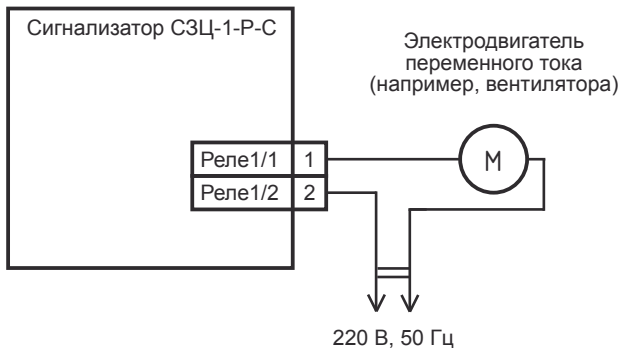 Сигнализатор СЗЦ-1-Р-С
Электродвигатель
переменного тока
(например, вентилятора)
Реле1/1 1
М
Реле1/2 2
220 В, 50 Гц